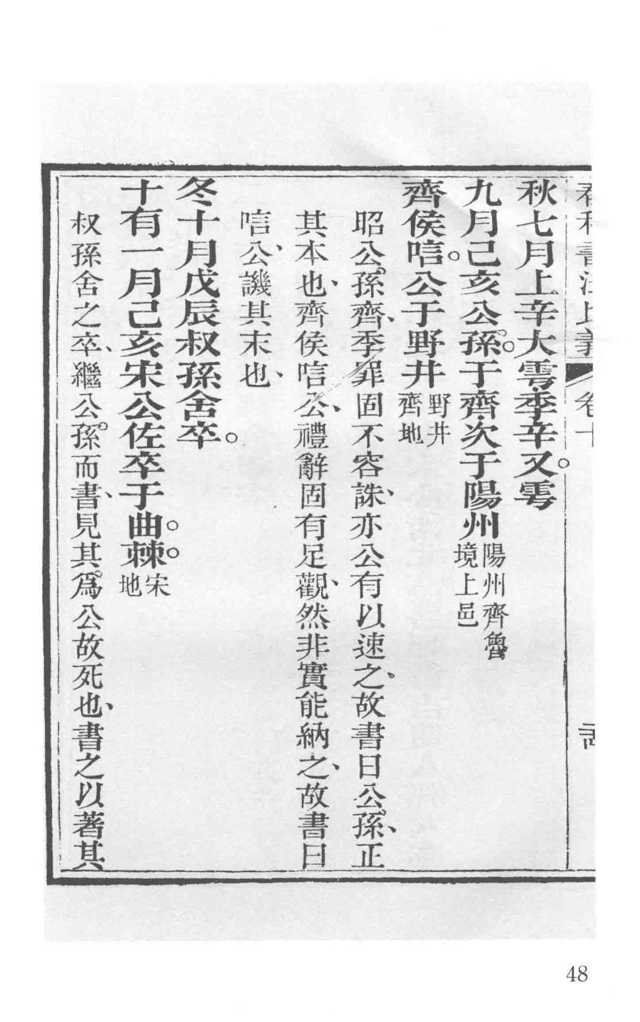 秋七月上辛大雩季辛又雩。
九月己亥公孫。于齊次于陽州陽州齊魯境上邑
齊侯唁。公于野井野井齊地
昭公、孫齊、季罪固不容誅、亦公有以速之、故書曰公孫、正
其本也、齊侯唁公、禮辭固有足觀、然非實能納之、故書曰
唁、公譏其末也、
冬十月戊辰叔孫舍卒。
十有一月己亥宋公佐卒于曲。棘。宋地
叔孫舍之卒、繼公孫。而書、見其。為公故死也、書之以著其
48